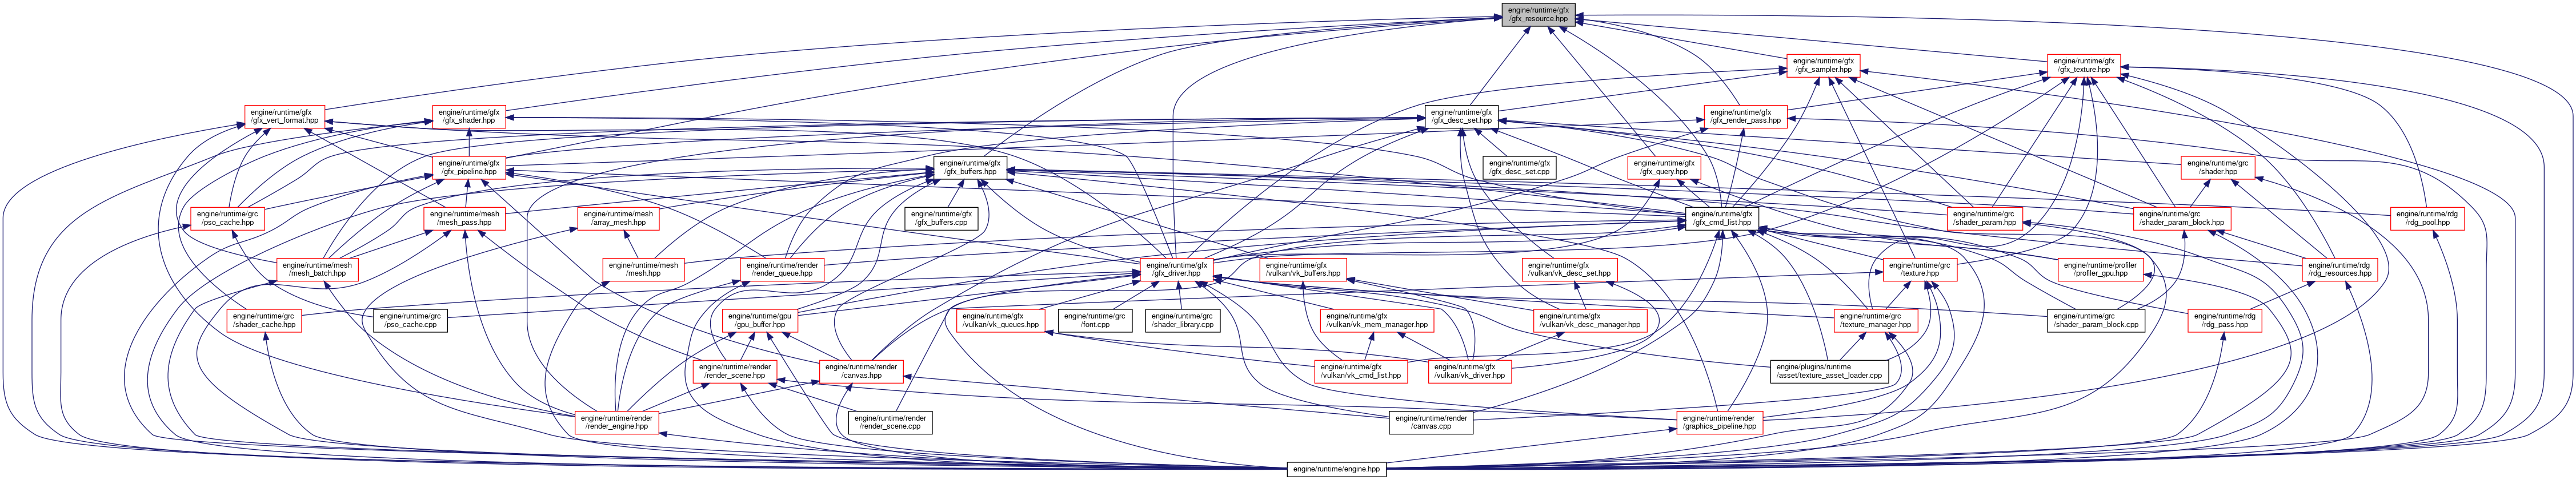 engine/runtime/gfx
/gfx_resource.hpp
engine/runtime/gfx
/gfx_sampler.hpp
engine/runtime/gfx
/gfx_texture.hpp
engine/runtime/gfx
/gfx_vert_format.hpp
engine/runtime/gfx
/gfx_shader.hpp
engine/runtime/gfx
/gfx_desc_set.hpp
engine/runtime/gfx
/gfx_render_pass.hpp
engine/runtime/gfx
/gfx_pipeline.hpp
engine/runtime/gfx
/gfx_buffers.hpp
engine/runtime/gfx
/gfx_desc_set.cpp
engine/runtime/gfx
/gfx_query.hpp
engine/runtime/grc
/shader.hpp
engine/runtime/grc
/pso_cache.hpp
engine/runtime/mesh
/mesh_pass.hpp
engine/runtime/mesh
/array_mesh.hpp
engine/runtime/gfx
/gfx_buffers.cpp
engine/runtime/gfx
/gfx_cmd_list.hpp
engine/runtime/grc
/shader_param.hpp
engine/runtime/grc
/shader_param_block.hpp
engine/runtime/rdg
/rdg_pool.hpp
engine/runtime/mesh
/mesh_batch.hpp
engine/runtime/gfx
/gfx_driver.hpp
engine/runtime/gfx
/vulkan/vk_buffers.hpp
engine/runtime/mesh
/mesh.hpp
engine/runtime/render
/render_queue.hpp
engine/runtime/gfx
/vulkan/vk_desc_set.hpp
engine/runtime/grc
/texture.hpp
engine/runtime/profiler
/profiler_gpu.hpp
engine/runtime/rdg
/rdg_resources.hpp
engine/runtime/grc
/shader_cache.hpp
engine/runtime/grc
/pso_cache.cpp
engine/runtime/gpu
/gpu_buffer.hpp
engine/runtime/gfx
/vulkan/vk_queues.hpp
engine/runtime/grc
/font.cpp
engine/runtime/grc
/shader_library.cpp
engine/runtime/gfx
/vulkan/vk_mem_manager.hpp
engine/runtime/gfx
/vulkan/vk_desc_manager.hpp
engine/runtime/grc
/texture_manager.hpp
engine/runtime/grc
/shader_param_block.cpp
engine/runtime/rdg
/rdg_pass.hpp
engine/runtime/render
/render_scene.hpp
engine/runtime/render
/canvas.hpp
engine/runtime/gfx
/vulkan/vk_cmd_list.hpp
engine/runtime/gfx
/vulkan/vk_driver.hpp
engine/plugins/runtime
/asset/texture_asset_loader.cpp
engine/runtime/render
/render_engine.hpp
engine/runtime/render
/render_scene.cpp
engine/runtime/render
/canvas.cpp
engine/runtime/render
/graphics_pipeline.hpp
engine/runtime/engine.hpp